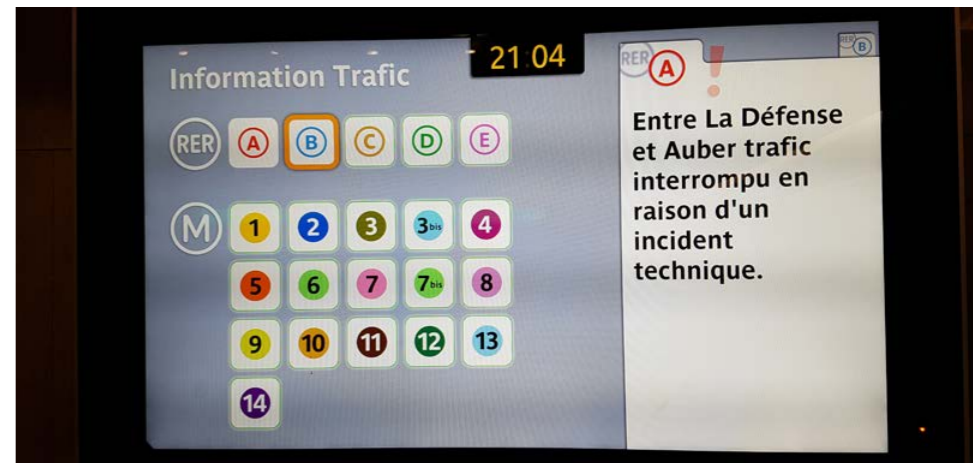 21:04
Information Trafic
RER A B C D E
M 1 2 3 3bis 4
5 6 7 7bis 8
9 10 11 12 13
14
RER A !
RER B
Entre La Défense
et Auber trafic
interrompu en
raison d'un
incident
technique.